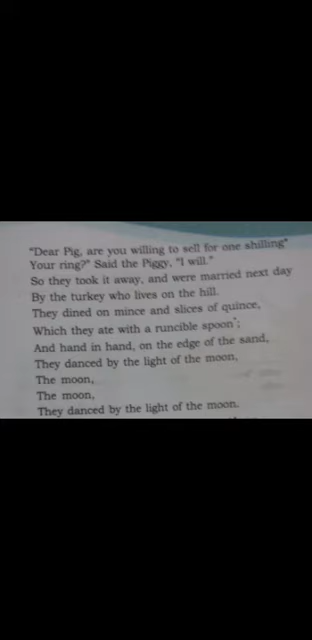 "Dear Pig, are you willing to sell for one shilling*
Your ring?" Said the Piggy, "I will."
So they took it away, and were married next day
By the turkey who lives on the hill.
They dined on mince and slices of quince,
Which they ate with a runcible spoon*;
And hand in hand, on the edge of the sand,
They danced by the light of the moon,
The moon,
The moon,
They danced by the light of the moon.